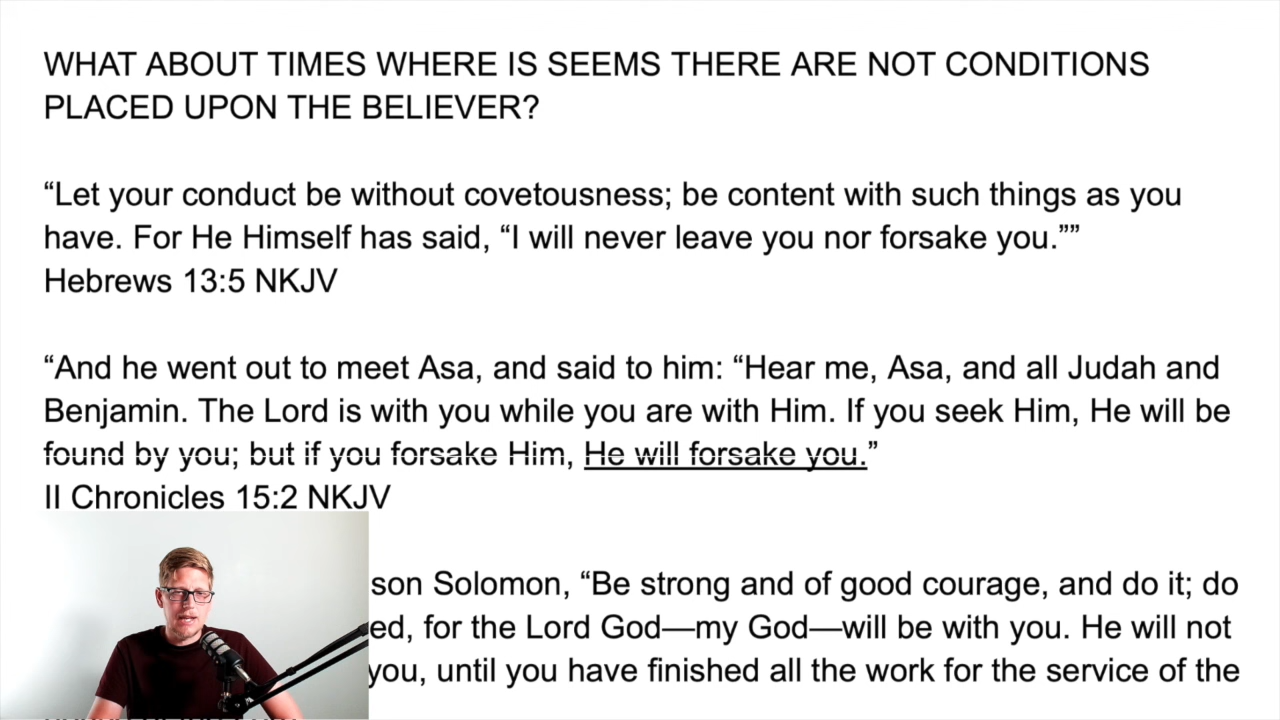 WHAT ABOUT TIMES WHERE IS SEEMS THERE ARE NOT CONDITIONS
PLACED UPON THE BELIEVER?
“Let your conduct be without covetousness; be content with such things as you
have. For He Himself has said, “I will never leave you nor forsake you.””
Hebrews 13:5 NKJV
“And he went out to meet Asa, and said to him: “Hear me, Asa, and all Judah and
Benjamin. The Lord is with you while you are with Him. If you seek Him, He will be
found by you; but if you forsake Him, He will forsake you.”
II Chronicles 15:2 NKJV
son Solomon, “Be strong and of good courage, and do it; do
ed, for the Lord God—my God—will be with you. He will not
you, until you have finished all the work for the service of the